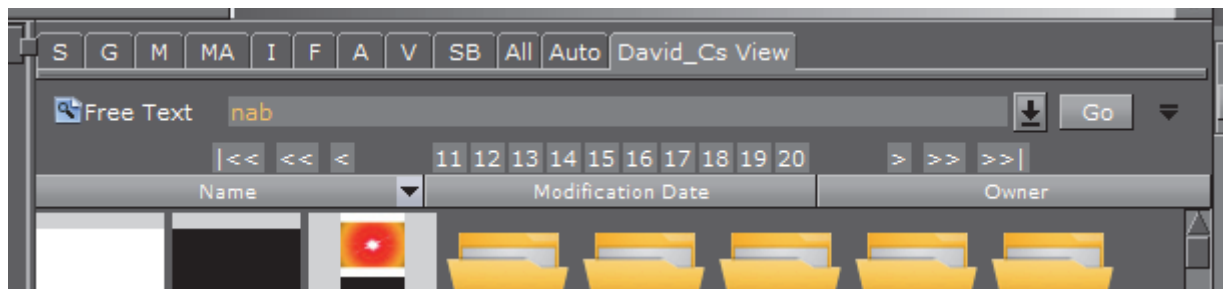 S G M MA I F A V SB All Auto David_Cs View
Free Text nab Go
|<< << < 11 12 13 14 15 16 17 18 19 20 > >> >>|
Name Modification Date Owner